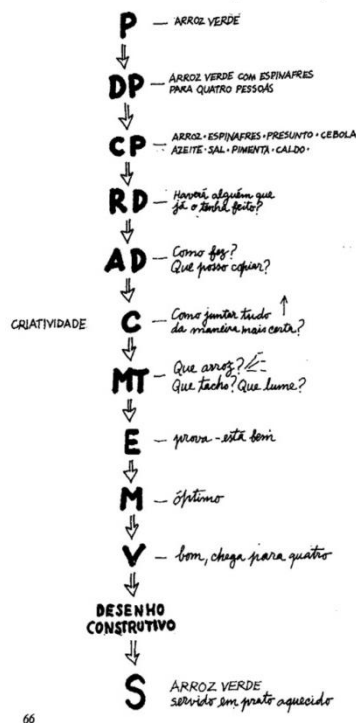 P — ARROZ VERDE
DP — ARROZ VERDE COM ESPINAFRES
PARA QUATRO PESSOAS
CP — ARROZ · ESPINAFRES · PRESUNTO · CEBOLA
AZEITE · SAL · PIMENTA · CALDO ·
RD — Haverá alguém que
já o tenha feito?
AD — Como fez?
Que posso copiar?
CRIATIVIDADE C — Como juntar tudo
da maneira mais certa?
MT — Que arroz?
Que tacho? Que lume?
E — prova - está bem
M — óptimo
V — bom, chega para quatro
DESENHO
CONSTRUTIVO
S ARROZ VERDE
servido em prato aquecido
66